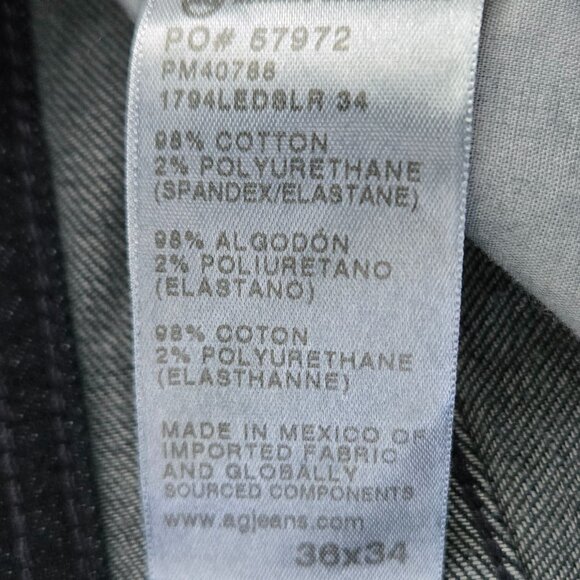 PO# 57972
PM40788
1794LEDSLR 34
98% COTTON
2% POLYURETHANE
(SPANDEX/ELASTANE)
98% ALGODÓN
2% POLIURETANO
(ELASTANO)
98% COTON
2% POLYURETHANE
(ELASTHANNE)
MADE IN MEXICO OF
IMPORTED FABRIC
AND GLOBALLY
SOURCED COMPONENTS
www.agjeans.com
36x34